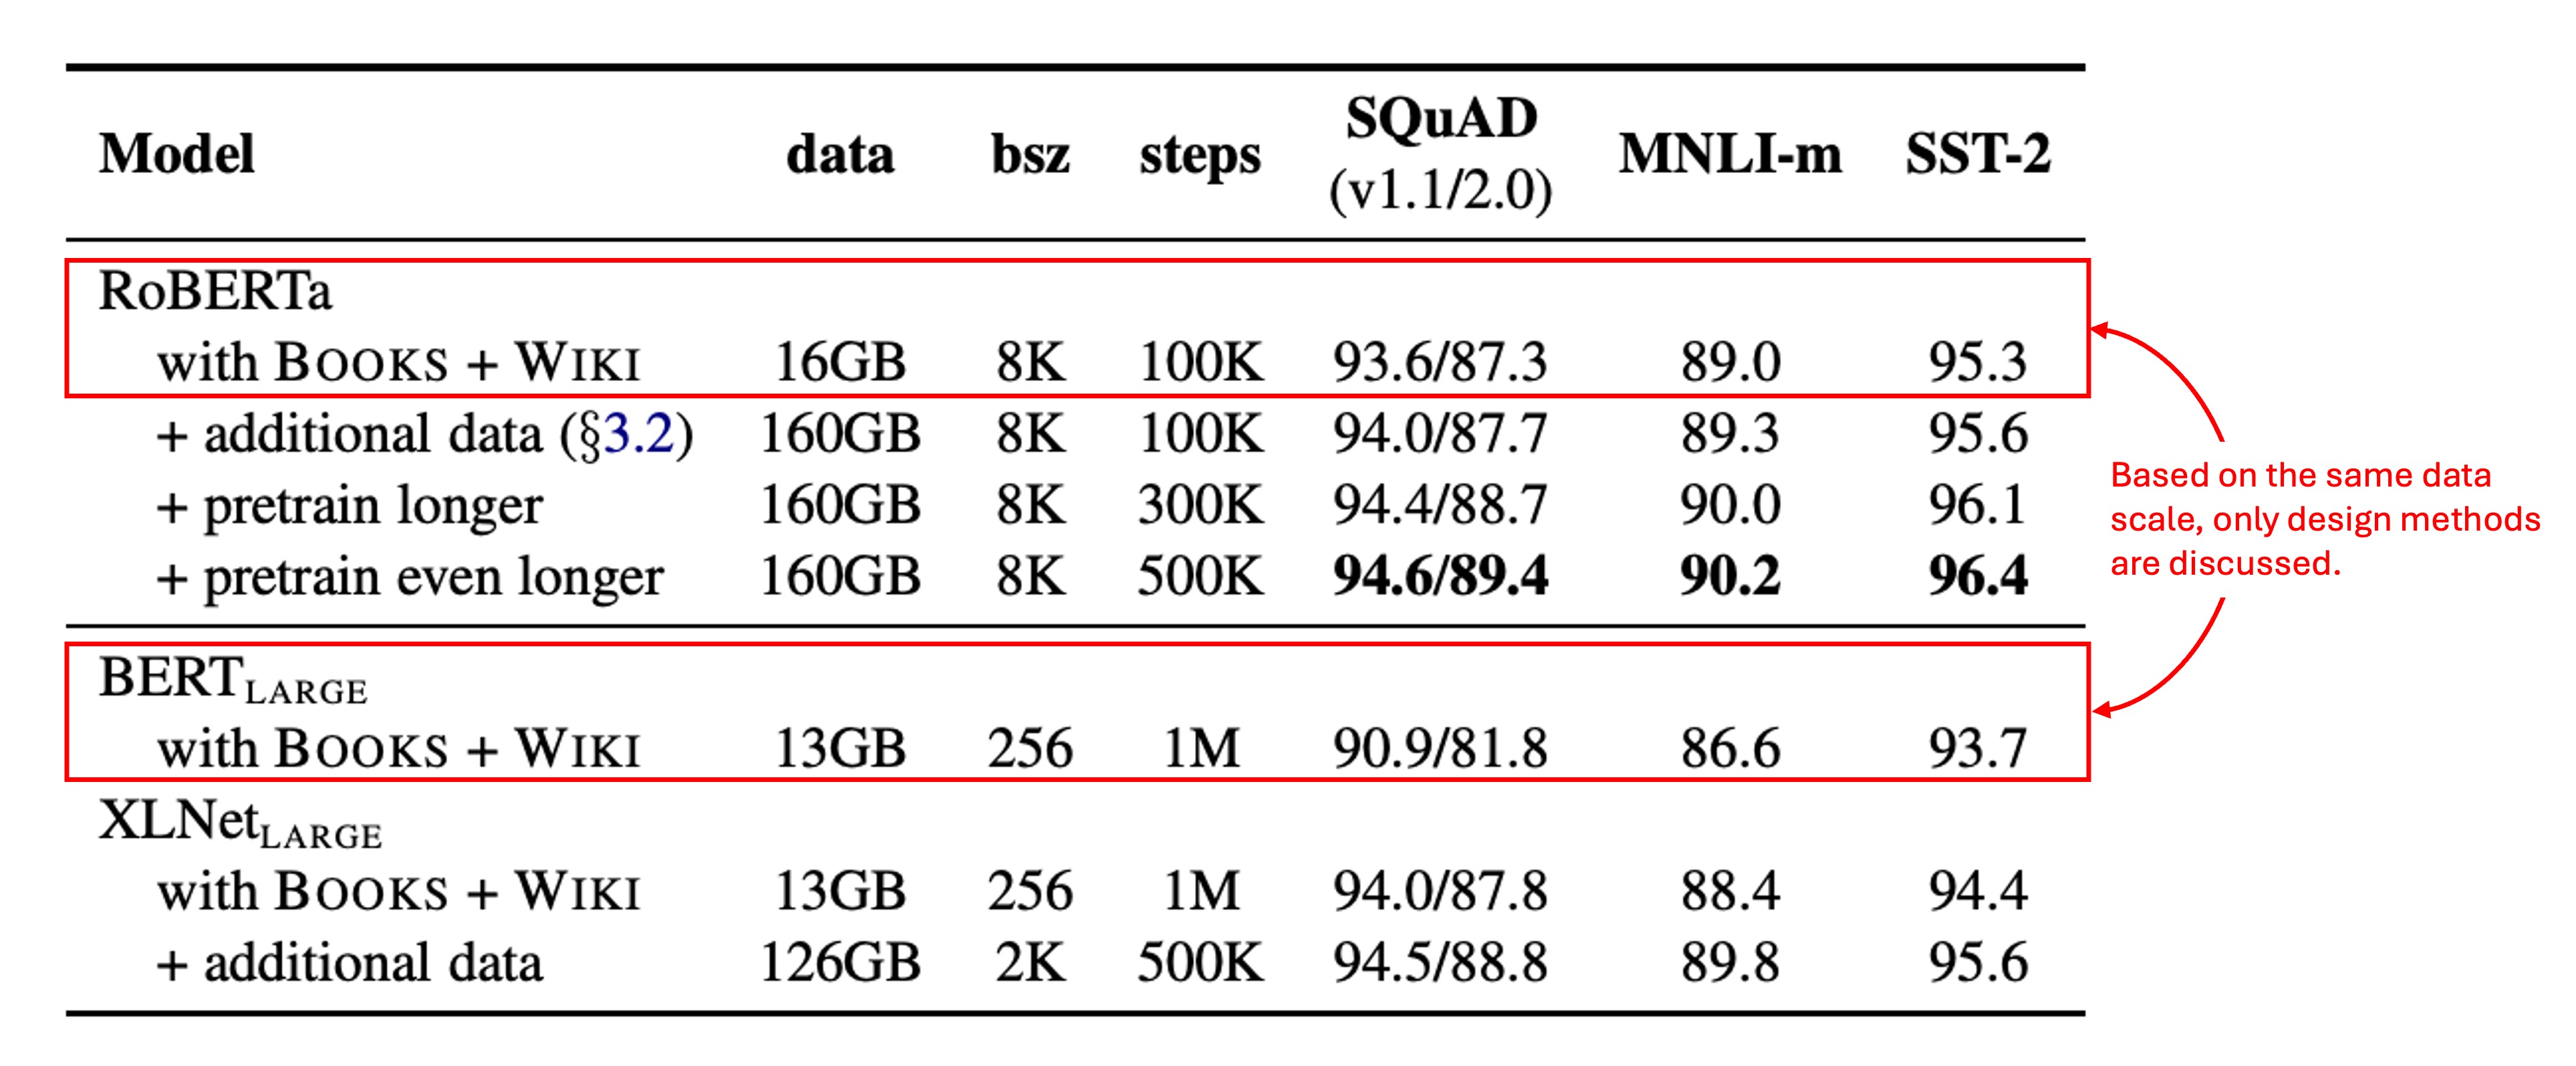 Model data bsz steps SQuAD (v1.1/2.0) MNLI-m SST-2
RoBERTa
with BOOKS + WIKI 16GB 8K 100K 93.6/87.3 89.0 95.3
+ additional data (§3.2) 160GB 8K 100K 94.0/87.7 89.3 95.6
+ pretrain longer 160GB 8K 300K 94.4/88.7 90.0 96.1
+ pretrain even longer 160GB 8K 500K 94.6/89.4 90.2 96.4
BERTLARGE
with BOOKS + WIKI 13GB 256 1M 90.9/81.8 86.6 93.7
XLNetLARGE
with BOOKS + WIKI 13GB 256 1M 94.0/87.8 88.4 94.4
+ additional data 126GB 2K 500K 94.5/88.8 89.8 95.6
Based on the same data
scale, only design methods
are discussed.